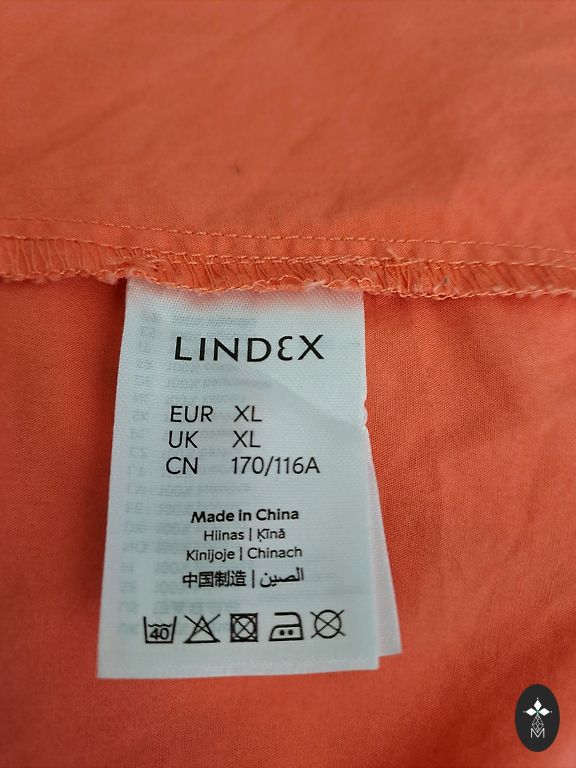 LINDEX
EUR XL
UK XL
CN 170/116A
Made in China
Hiinas | Ķīnā
Kinijoje | Chinach
中国制造 | الصين
40
M